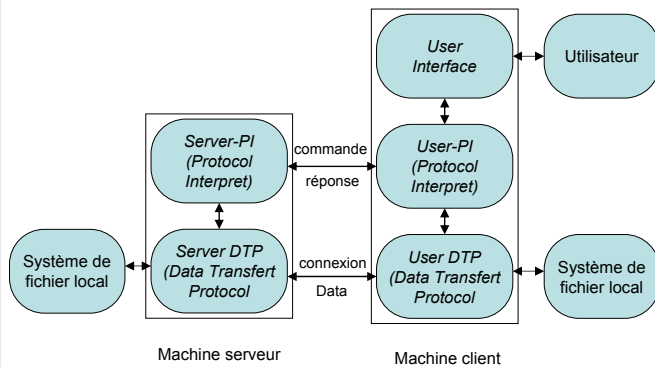 User
Interface
Utilisateur
Server-PI
(Protocol
Interpret)
commande
réponse
User-PI
(Protocol
Interpret)
Système de
fichier local
Server DTP
(Data Transfert
Protocol
connexion
Data
User DTP
(Data Transfert
Protocol
Système de
fichier local
Machine serveur
Machine client